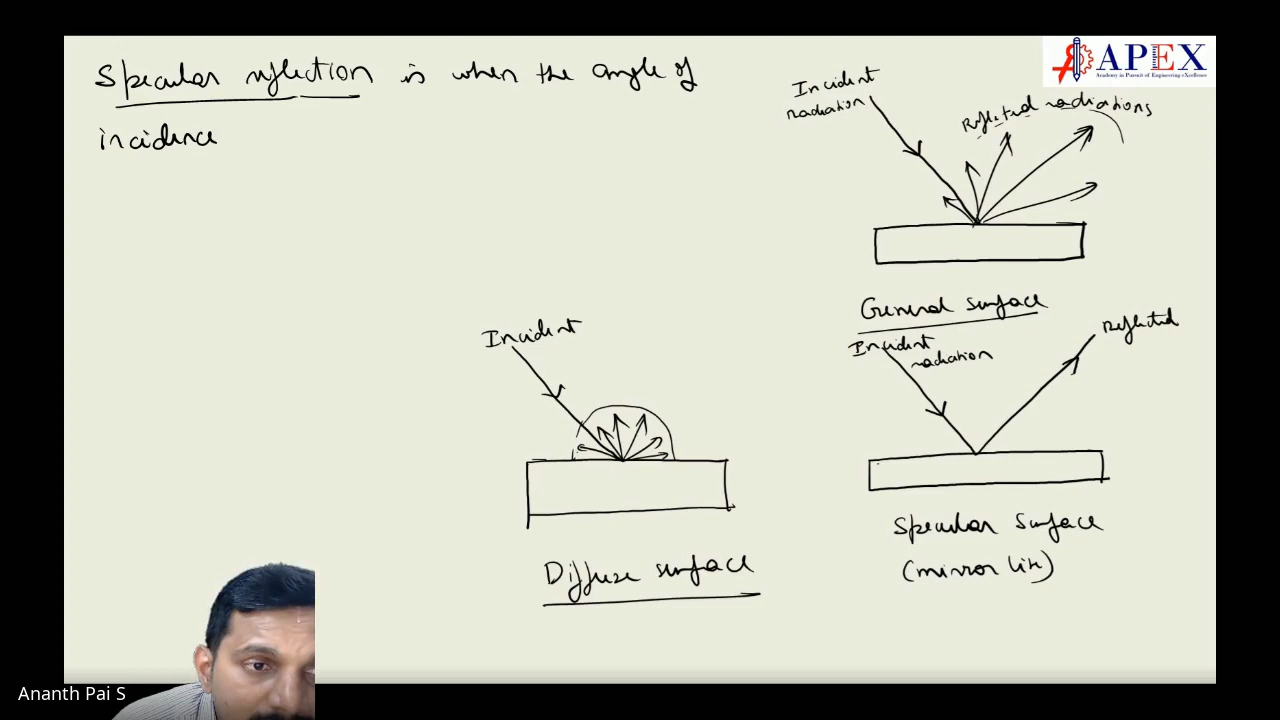 Specular reflection is when the angle of
incidence
APEX
Academy in Pursuit of Engineering eXcellence
Incident
radiation
Reflected radiations
General surface
Incident
Incident
radiation
Reflected
Diffuse surface
Specular Surface
(mirror like)
Ananth Pai S